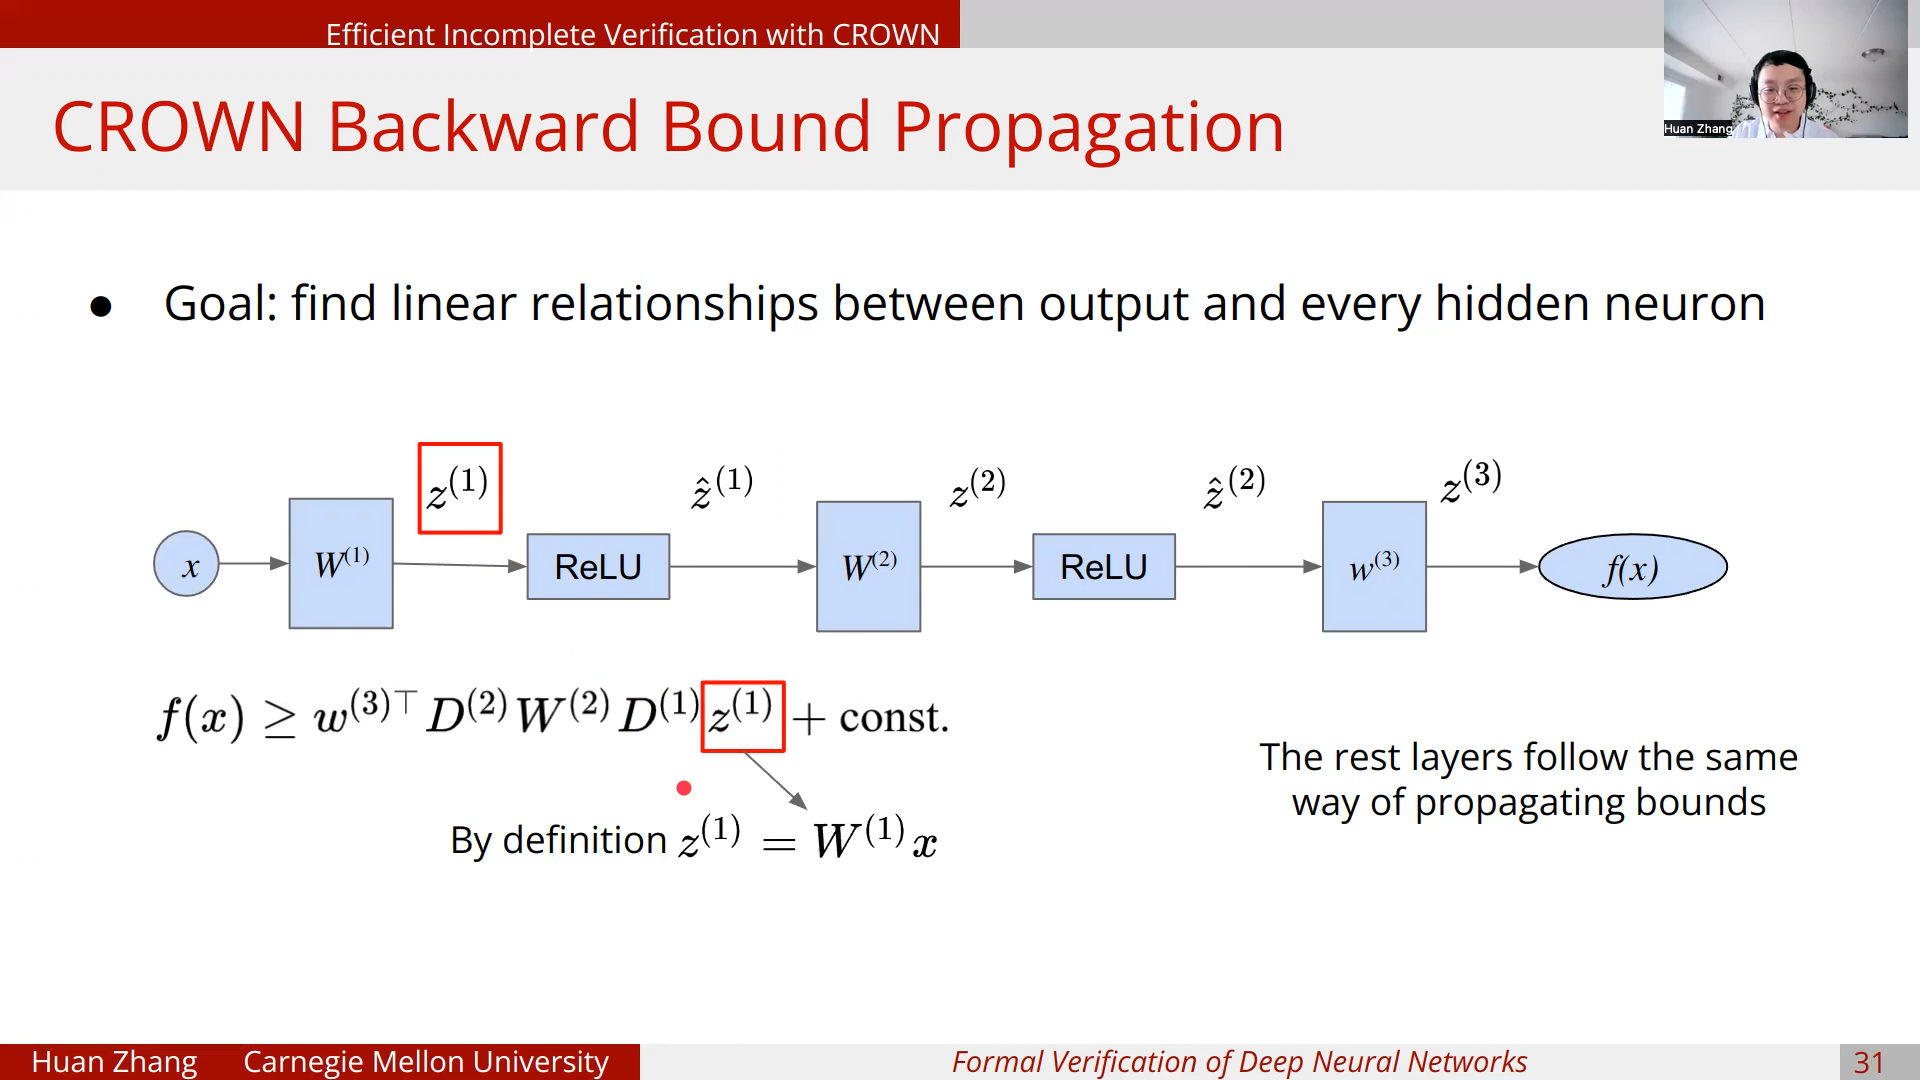 Efficient Incomplete Verification with CROWN
CROWN Backward Bound Propagation
Huan Zhang
● Goal: find linear relationships between output and every hidden neuron
z^(1) ẑ^(1) z^(2) ẑ^(2) z^(3)
x W^(1) ReLU W^(2) ReLU w^(3) f(x)
f(x) ≥ w^(3)⊤ D^(2) W^(2) D^(1) z^(1) + const.
By definition z^(1) = W^(1) x
The rest layers follow the same
way of propagating bounds
Huan Zhang Carnegie Mellon University Formal Verification of Deep Neural Networks 31